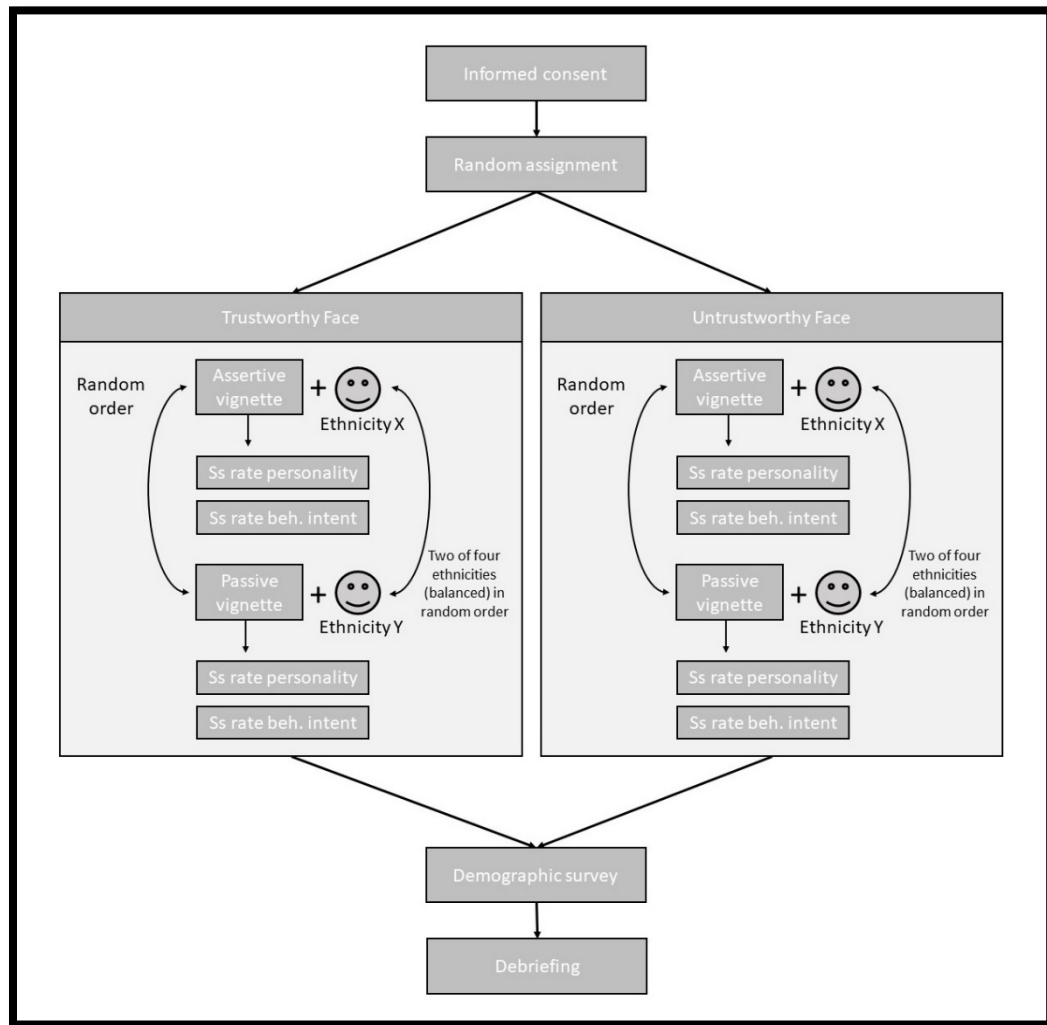 Informed consent
Random assignment
Trustworthy Face
Random
order
Assertive
vignette
+
Ethnicity X
Ss rate personality
Ss rate beh. intent
Passive
vignette
+
Ethnicity Y
Two of four
ethnicities
(balanced) in
random order
Ss rate personality
Ss rate beh. intent
Untrustworthy Face
Random
order
Assertive
vignette
+
Ethnicity X
Ss rate personality
Ss rate beh. intent
Passive
vignette
+
Ethnicity Y
Two of four
ethnicities
(balanced) in
random order
Ss rate personality
Ss rate beh. intent
Demographic survey
Debriefing